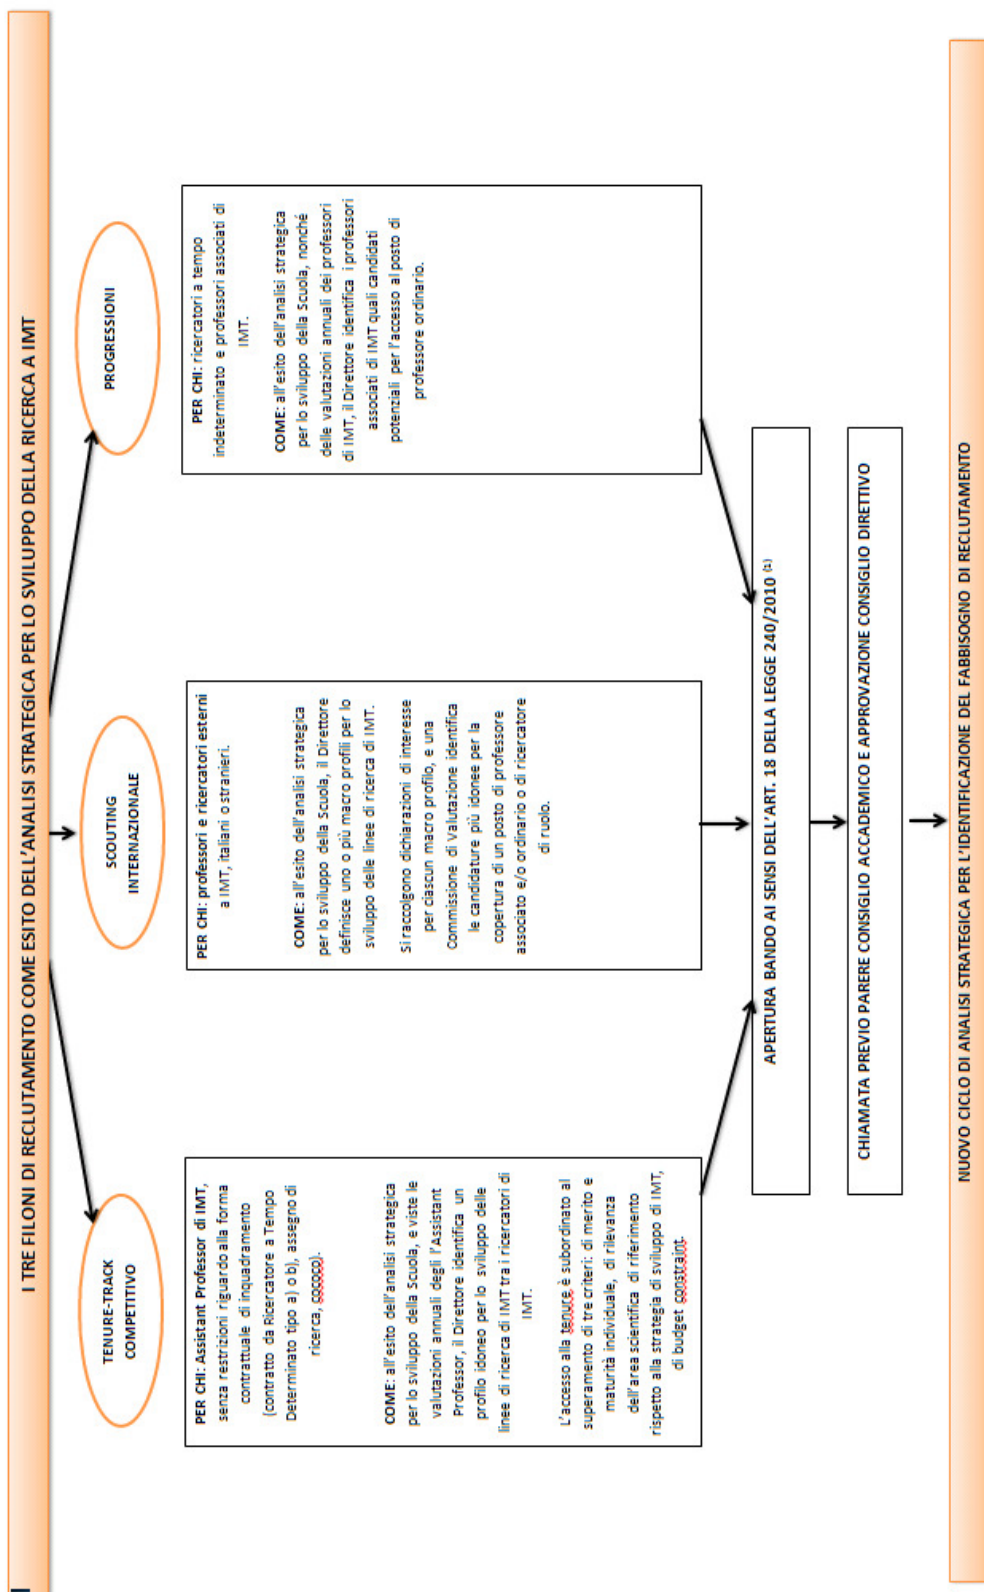 I TRE FILONI DI RECLUTAMENTO COME ESITO DELL'ANALISI STRATEGICA PER LO SVILUPPO DELLA RICERCA A IMT
TENURE-TRACK
COMPETITIVO
PER CHI: Assistant Professor di IMT,
senza restrizioni riguardo alla forma
contrattuale di inquadramento
(contratto da Ricercatore a Tempo
Determinato tipo a) o b), assegno di
ricerca, cococo).
COME: all'esito dell'analisi strategica
per lo sviluppo della Scuola, e viste le
valutazioni annuali degli l'Assistant
Professor, il Direttore identifica un
profilo idoneo per lo sviluppo delle
linee di ricerca di IMT tra i ricercatori di
IMT.
L'accesso alla tenure è subordinato al
superamento di tre criteri: di merito e
maturità individuale, di rilevanza
dell'area scientifica di riferimento
rispetto alla strategia di sviluppo di IMT,
di budget constraint.
SCOUTING
INTERNAZIONALE
PER CHI: professori e ricercatori esterni
a IMT, italiani o stranieri.
COME: all'esito dell'analisi strategica
per lo sviluppo della Scuola, il Direttore
definisce uno o più macro profili per lo
sviluppo delle linee di ricerca di IMT.
Si raccolgono dichiarazioni di interesse
per ciascun macro profilo, e una
Commissione di Valutazione identifica
le candidature più idonee per la
copertura di un posto di professore
associato e/o ordinario o di ricercatore
di ruolo.
PROGRESSIONI
PER CHI: ricercatori a tempo
indeterminato e professori associati di
IMT.
COME: all'esito dell'analisi strategica
per lo sviluppo della Scuola, nonché
delle valutazioni annuali dei professori
di IMT, il Direttore identifica i professori
associati di IMT quali candidati
potenziali per l'accesso al posto di
professore ordinario.
APERTURA BANDO AI SENSI DELL'ART. 18 DELLA LEGGE 240/2010 (1)
CHIAMATA PREVIO PARERE CONSIGLIO ACCADEMICO E APPROVAZIONE CONSIGLIO DIRETTIVO
NUOVO CICLO DI ANALISI STRATEGICA PER L'IDENTIFICAZIONE DEL FABBISOGNO DI RECLUTAMENTO